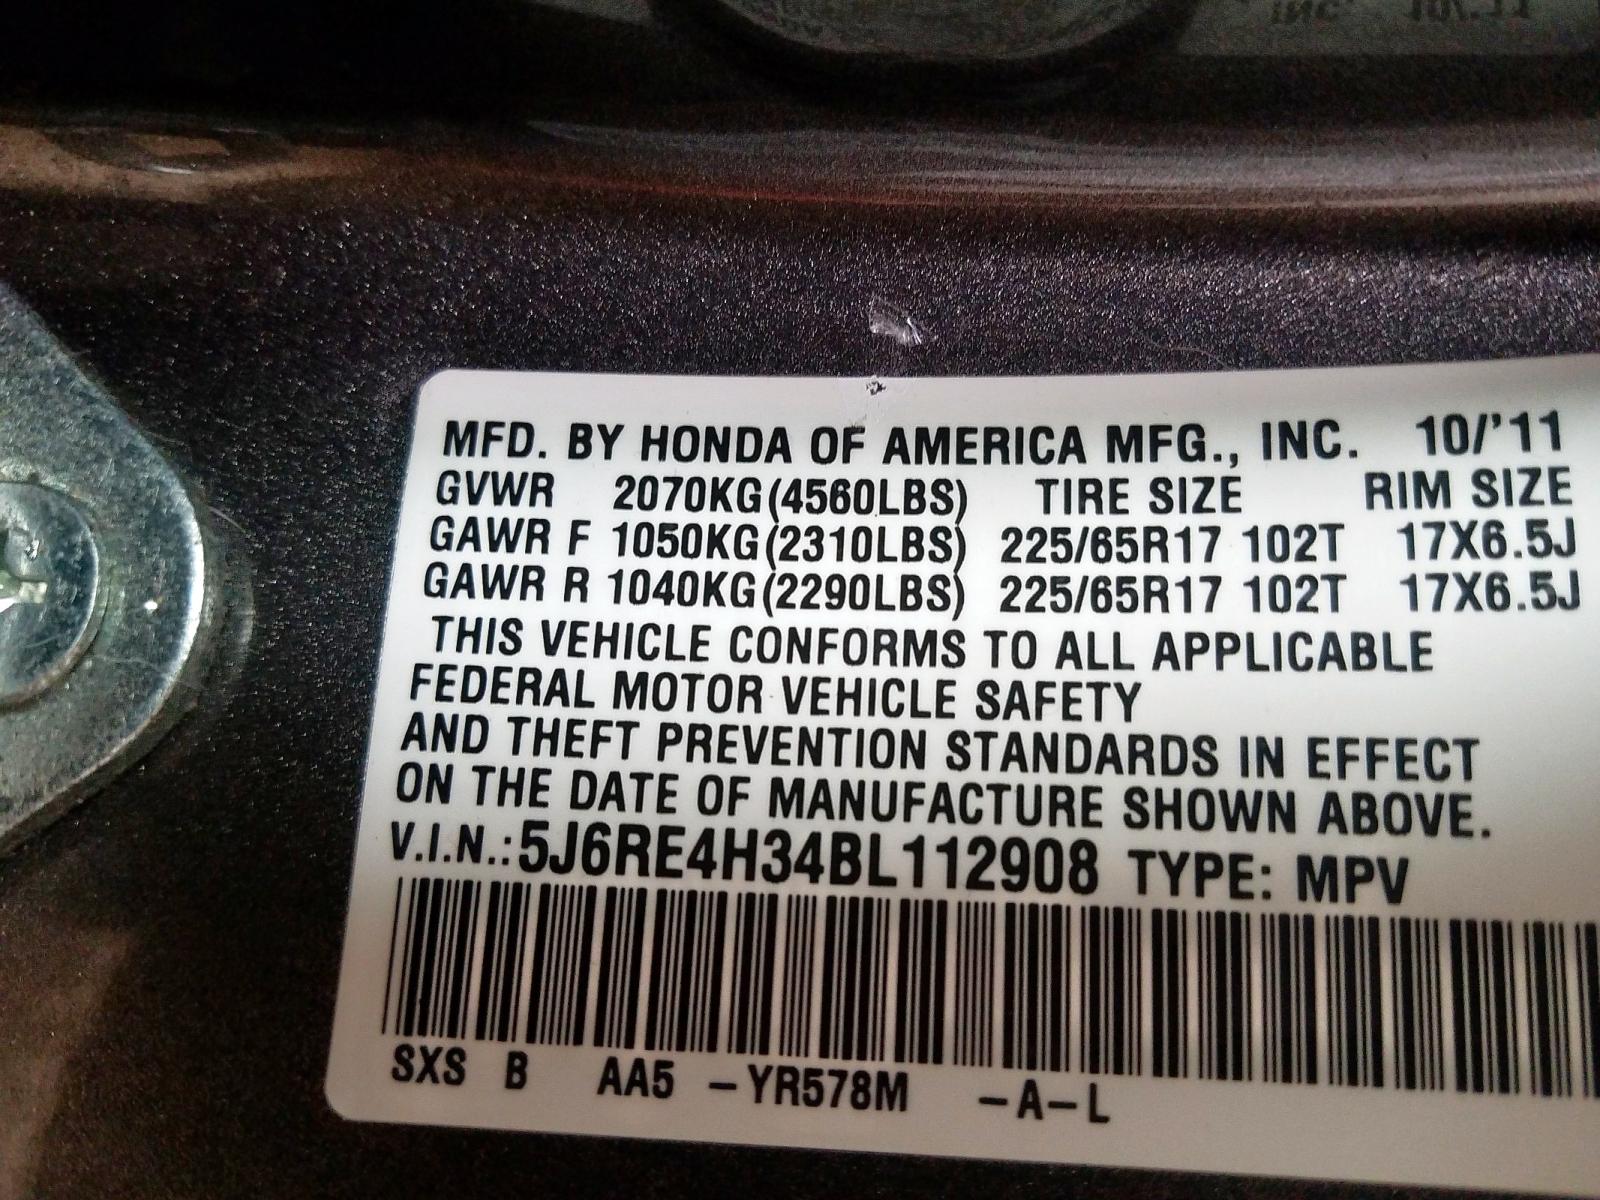 MFD. BY HONDA OF AMERICA MFG., INC. 10/'11
GVWR 2070KG(4560LBS) TIRE SIZE RIM SIZE
GAWR F 1050KG(2310LBS) 225/65R17 102T 17X6.5J
GAWR R 1040KG(2290LBS) 225/65R17 102T 17X6.5J
THIS VEHICLE CONFORMS TO ALL APPLICABLE
FEDERAL MOTOR VEHICLE SAFETY
AND THEFT PREVENTION STANDARDS IN EFFECT
ON THE DATE OF MANUFACTURE SHOWN ABOVE.
V.I.N.:5J6RE4H34BL112908 TYPE: MPV
SXS B AA5 -YR578M -A-L